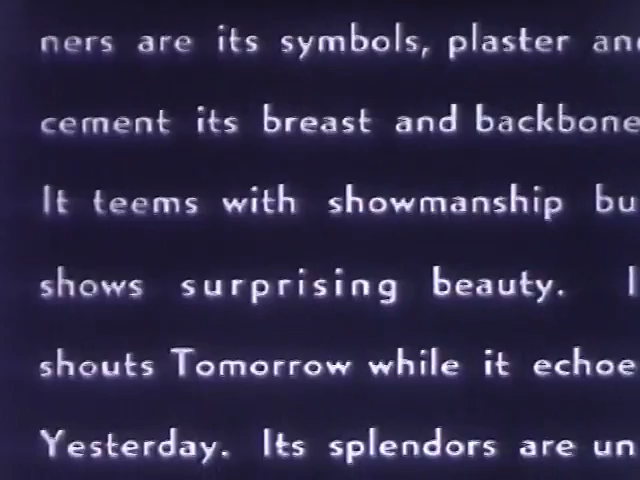 ners are its symbols, plaster an
cement its breast and backbone
It teems with showmanship bu
shows surprising beauty. I
shouts Tomorrow while it echoe
Yesterday. Its splendors are un